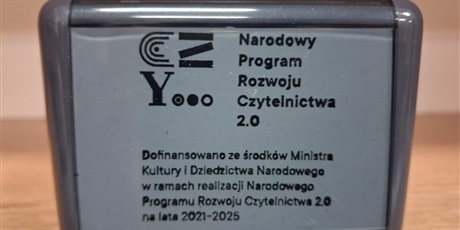 CZ
Y
Narodowy
Program
Rozwoju
Czytelnictwa
2.0
Dofinansowano ze środków Ministra
Kultury i Dziedzictwa Narodowego
w ramach realizacji Narodowego
Programu Rozwoju Czytelnictwa 2.0
na lata 2021-2025